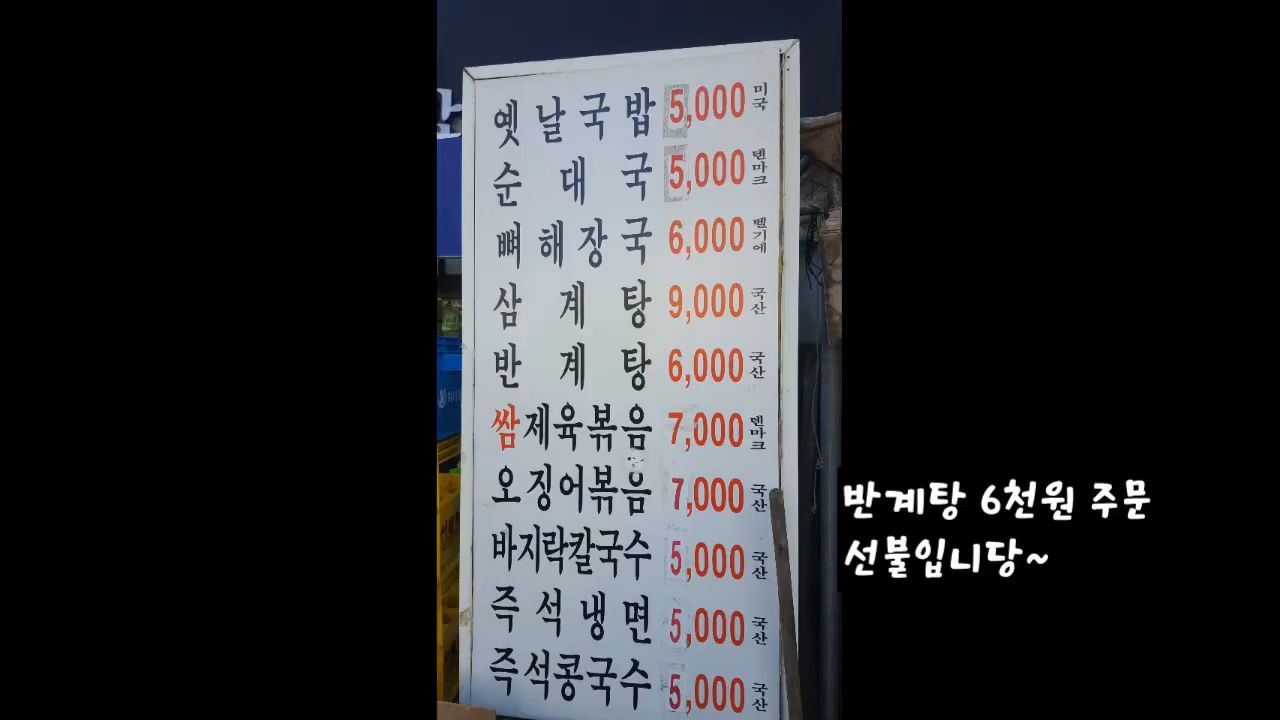 옛날국밥 5,000 미국
순대국 5,000 덴마크
뼈해장국 6,000 벨기에
삼계탕 9,000 국산
반계탕 6,000 국산
쌈제육볶음 7,000 덴마크
오징어볶음 7,000 국산
바지락칼국수 5,000 국산
즉석냉면 5,000 국산
즉석콩국수 5,000 국산
반계탕 6천원 주문
선불입니당~